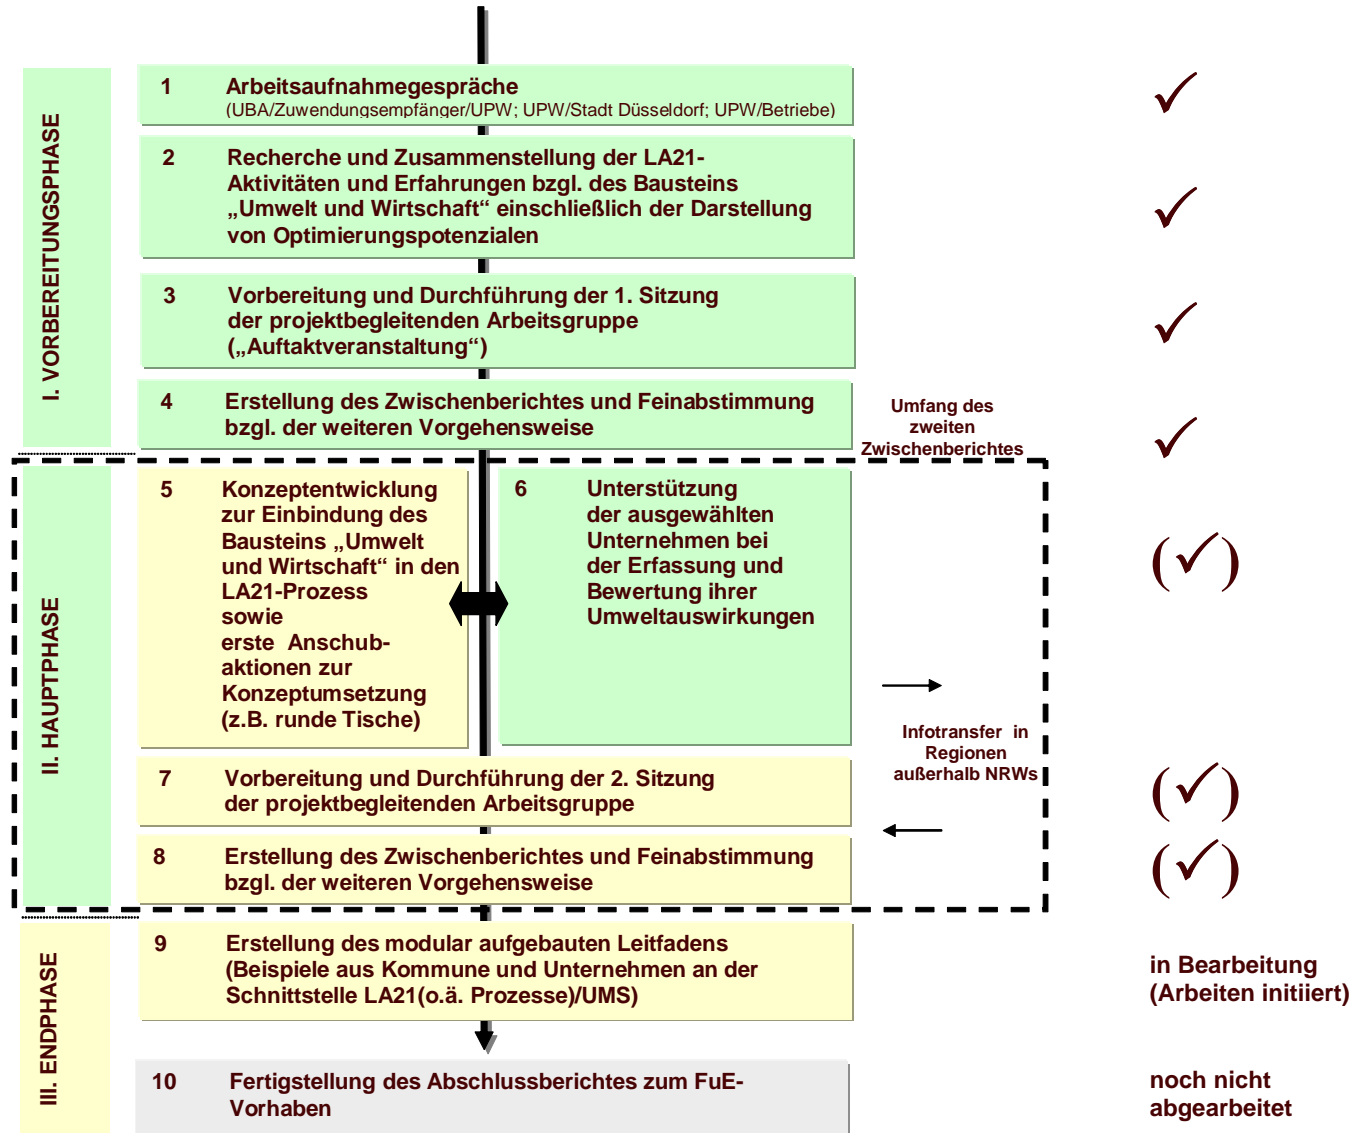 I. VORBEREITUNGSPHASE
1 Arbeitsaufnahmegespräche
(UBA/Zuwendungsempfänger/UPW; UPW/Stadt Düsseldorf; UPW/Betriebe)
✓
2 Recherche und Zusammenstellung der LA21-
Aktivitäten und Erfahrungen bzgl. des Bausteins
„Umwelt und Wirtschaft“ einschließlich der Darstellung
von Optimierungspotenzialen
✓
3 Vorbereitung und Durchführung der 1. Sitzung
der projektbegleitenden Arbeitsgruppe
(„Auftaktveranstaltung“)
✓
4 Erstellung des Zwischenberichtes und Feinabstimmung
bzgl. der weiteren Vorgehensweise
✓
Umfang des
zweiten
Zwischenberichtes
II. HAUPTPHASE
5 Konzeptentwicklung
zur Einbindung des
Bausteins „Umwelt
und Wirtschaft“ in den
LA21-Prozess
sowie
erste Anschub-
aktionen zur
Konzeptumsetzung
(z.B. runde Tische)
6 Unterstützung
der ausgewählten
Unternehmen bei
der Erfassung und
Bewertung ihrer
Umweltauswirkungen
(✓)
Infotransfer in
Regionen
außerhalb NRWs
7 Vorbereitung und Durchführung der 2. Sitzung
der projektbegleitenden Arbeitsgruppe
(✓)
8 Erstellung des Zwischenberichtes und Feinabstimmung
bzgl. der weiteren Vorgehensweise
(✓)
III. ENDPHASE
9 Erstellung des modular aufgebauten Leitfadens
(Beispiele aus Kommune und Unternehmen an der
Schnittstelle LA21(o.ä. Prozesse)/UMS)
in Bearbeitung
(Arbeiten initiiert)
10 Fertigstellung des Abschlussberichtes zum FuE-
Vorhaben
noch nicht
abgearbeitet